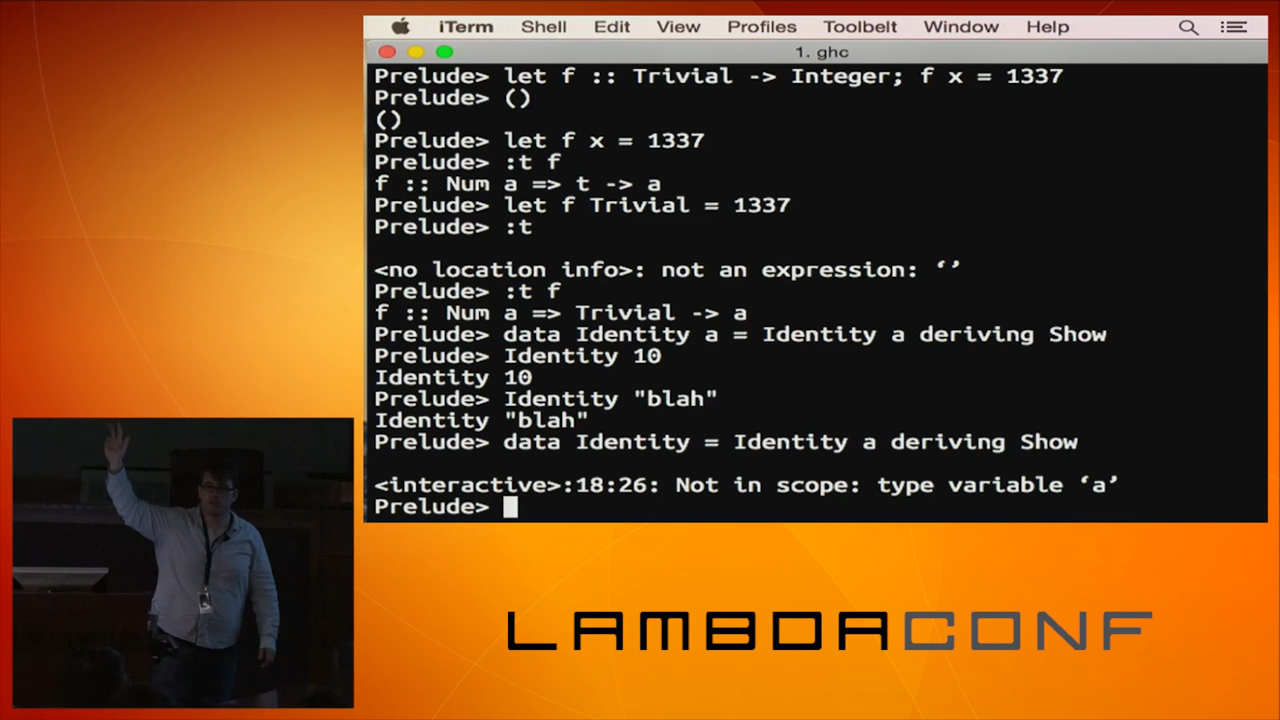 iTerm Shell Edit View Profiles Toolbelt Window Help
1. ghc
Prelude> let f :: Trivial -> Integer; f x = 1337
Prelude> ()
()
Prelude> let f x = 1337
Prelude> :t f
f :: Num a => t -> a
Prelude> let f Trivial = 1337
Prelude> :t
<no location info>: not an expression: ‘’
Prelude> :t f
f :: Num a => Trivial -> a
Prelude> data Identity a = Identity a deriving Show
Prelude> Identity 10
Identity 10
Prelude> Identity "blah"
Identity "blah"
Prelude> data Identity = Identity a deriving Show
<interactive>:18:26: Not in scope: type variable ‘a’
Prelude>
LAMBDACONF